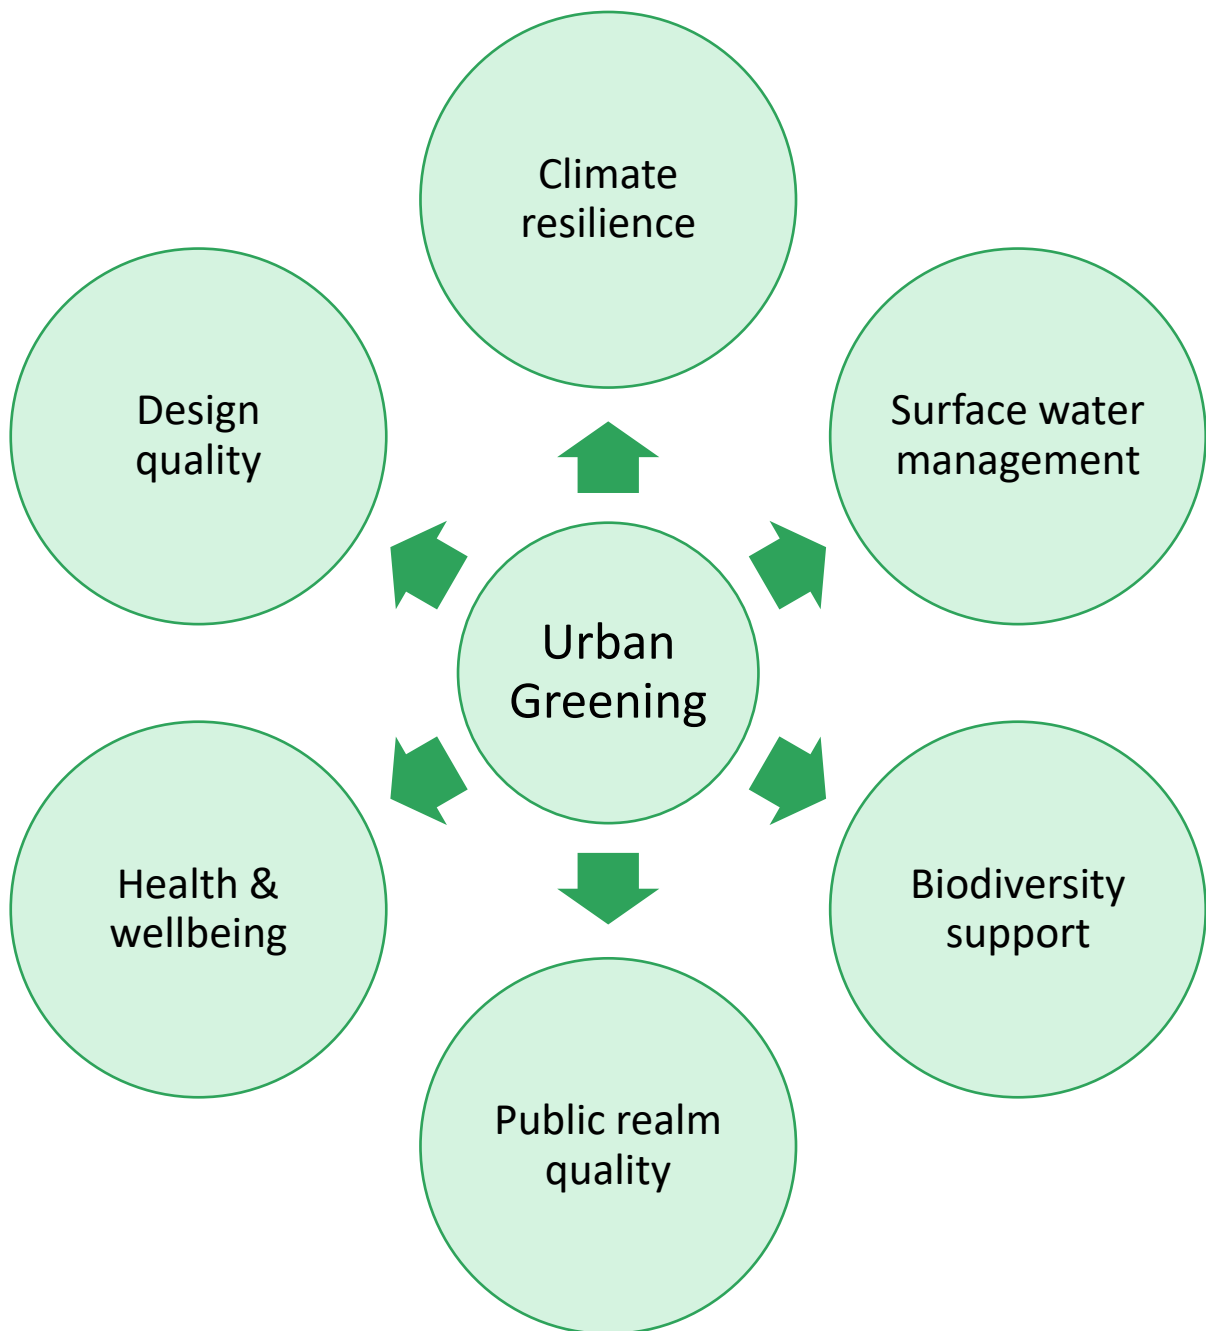 Climate
resilience
Design
quality
Surface water
management
Urban
Greening
Health &
wellbeing
Biodiversity
support
Public realm
quality